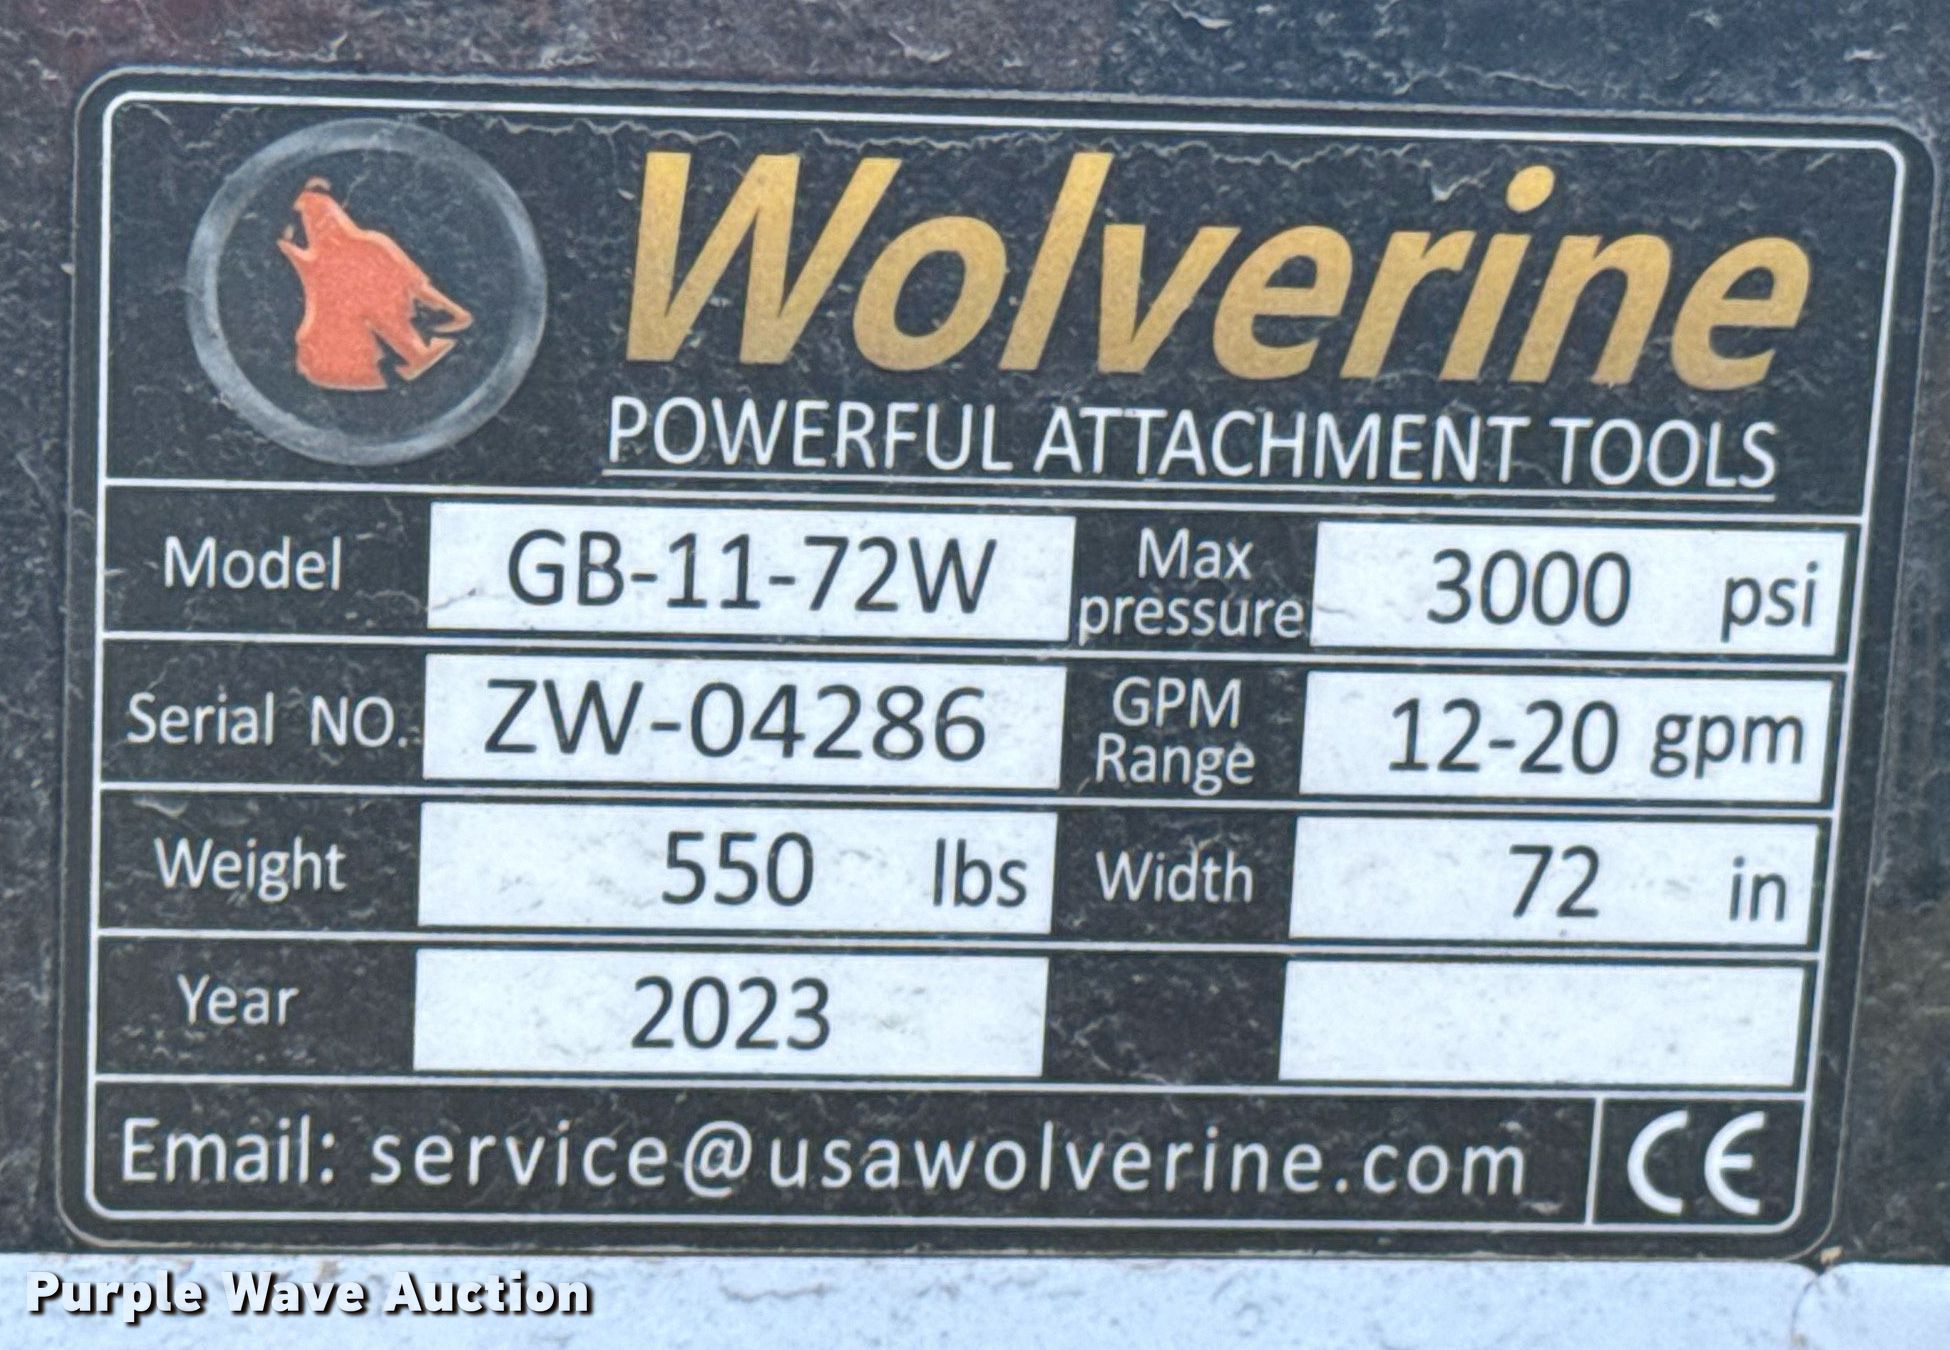 Wolverine
POWERFUL ATTACHMENT TOOLS
Model GB-11-72W Max pressure 3000 psi
Serial NO. ZW-04286 GPM Range 12-20 gpm
Weight 550 lbs Width 72 in
Year 2023
Email: service@usawolverine.com CE
Purple Wave Auction